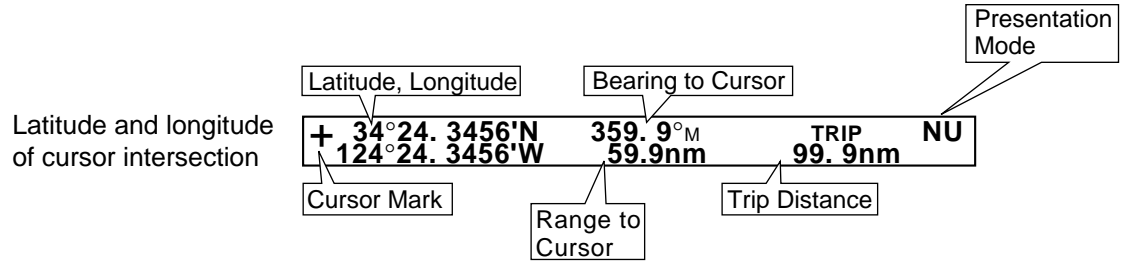 Presentation
Mode
Latitude, Longitude
Bearing to Cursor
Latitude and longitude
of cursor intersection
+ 34°24. 3456'N 359. 9°M TRIP NU
124°24. 3456'W 59.9nm 99. 9nm
Cursor Mark
Range to
Cursor
Trip Distance